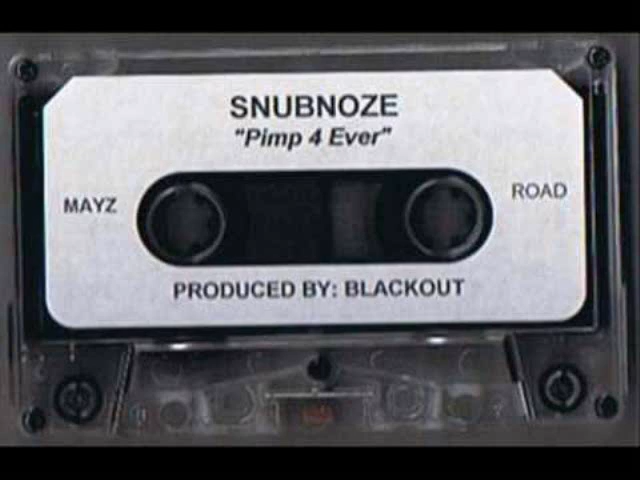 SNUBNOZE
"Pimp 4 Ever"
MAYZ
ROAD
PRODUCED BY: BLACKOUT